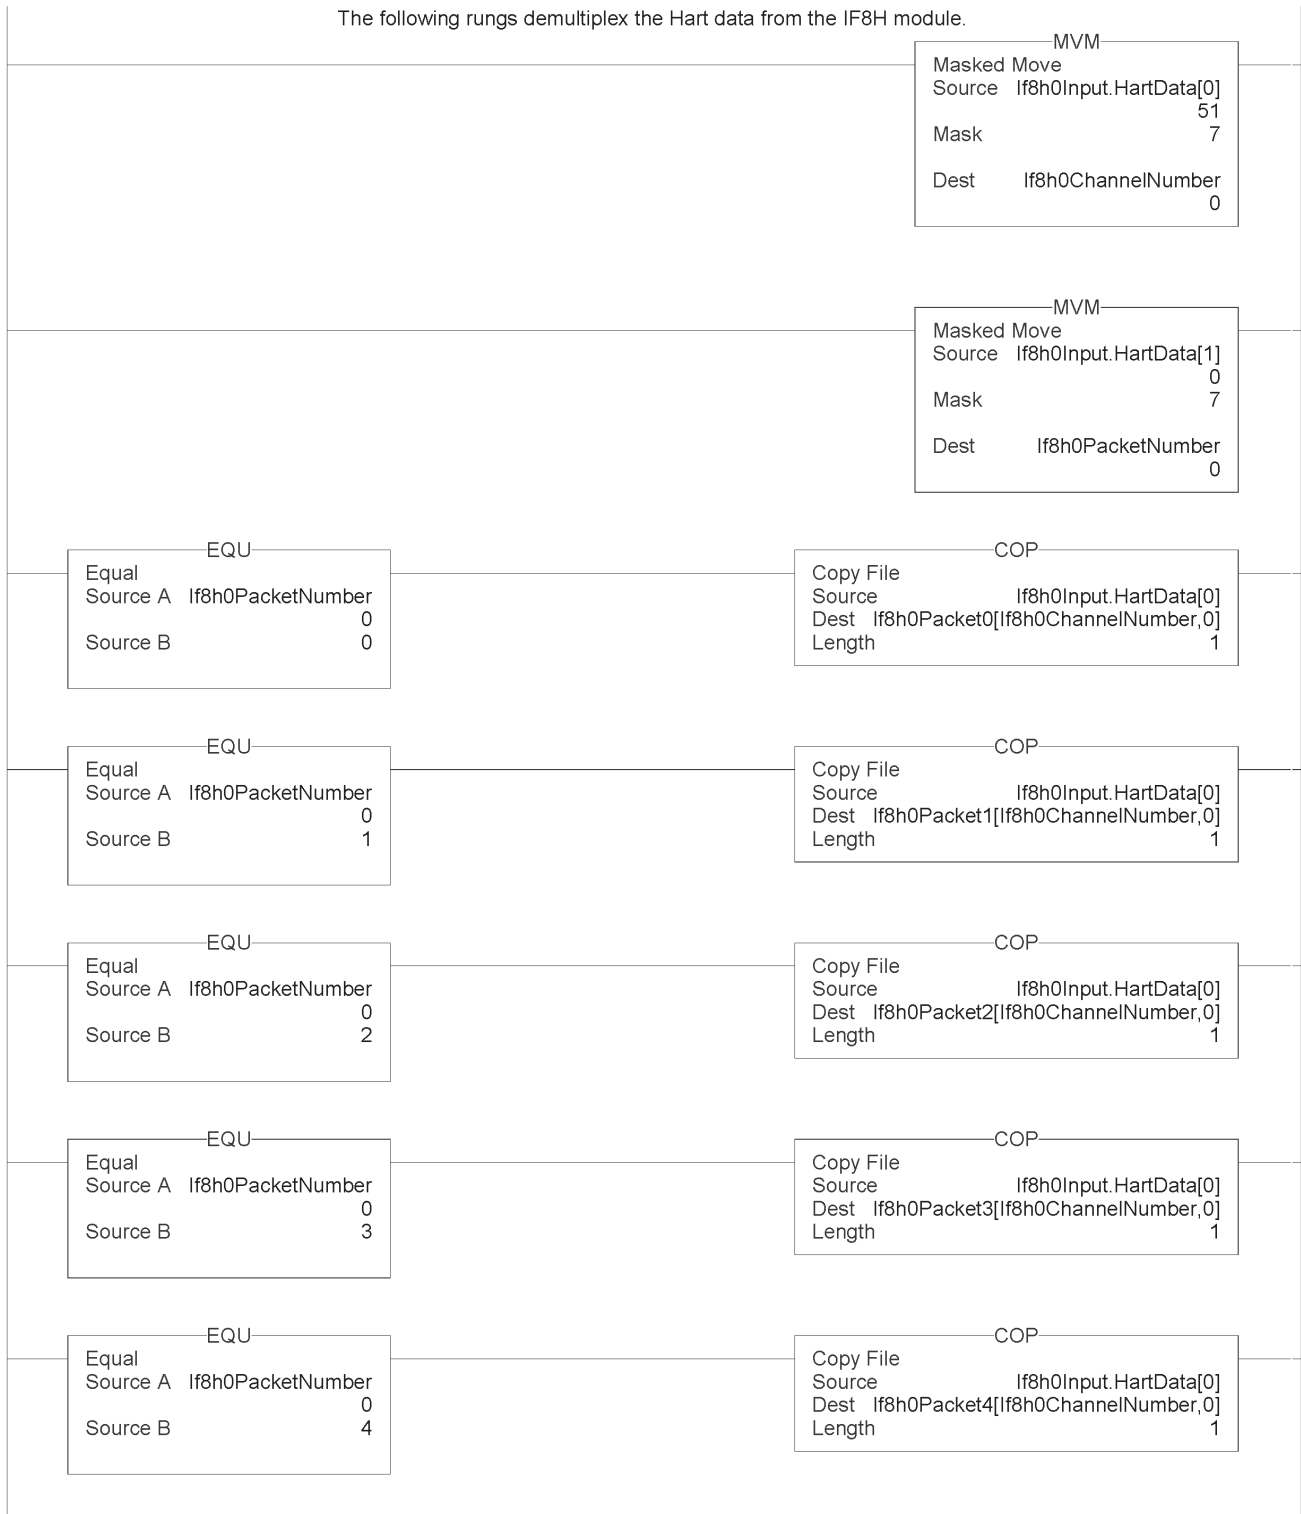 The following rungs demultiplex the Hart data from the IF8H module.
MVM
Masked Move
Source If8h0Input.HartData[0]
51
Mask 7
Dest If8h0ChannelNumber
0
MVM
Masked Move
Source If8h0Input.HartData[1]
0
Mask 7
Dest If8h0PacketNumber
0
EQU
Equal
Source A If8h0PacketNumber
0
Source B 0
COP
Copy File
Source If8h0Input.HartData[0]
Dest If8h0Packet0[If8h0ChannelNumber,0]
Length 1
EQU
Equal
Source A If8h0PacketNumber
0
Source B 1
COP
Copy File
Source If8h0Input.HartData[0]
Dest If8h0Packet1[If8h0ChannelNumber,0]
Length 1
EQU
Equal
Source A If8h0PacketNumber
0
Source B 2
COP
Copy File
Source If8h0Input.HartData[0]
Dest If8h0Packet2[If8h0ChannelNumber,0]
Length 1
EQU
Equal
Source A If8h0PacketNumber
0
Source B 3
COP
Copy File
Source If8h0Input.HartData[0]
Dest If8h0Packet3[If8h0ChannelNumber,0]
Length 1
EQU
Equal
Source A If8h0PacketNumber
0
Source B 4
COP
Copy File
Source If8h0Input.HartData[0]
Dest If8h0Packet4[If8h0ChannelNumber,0]
Length 1